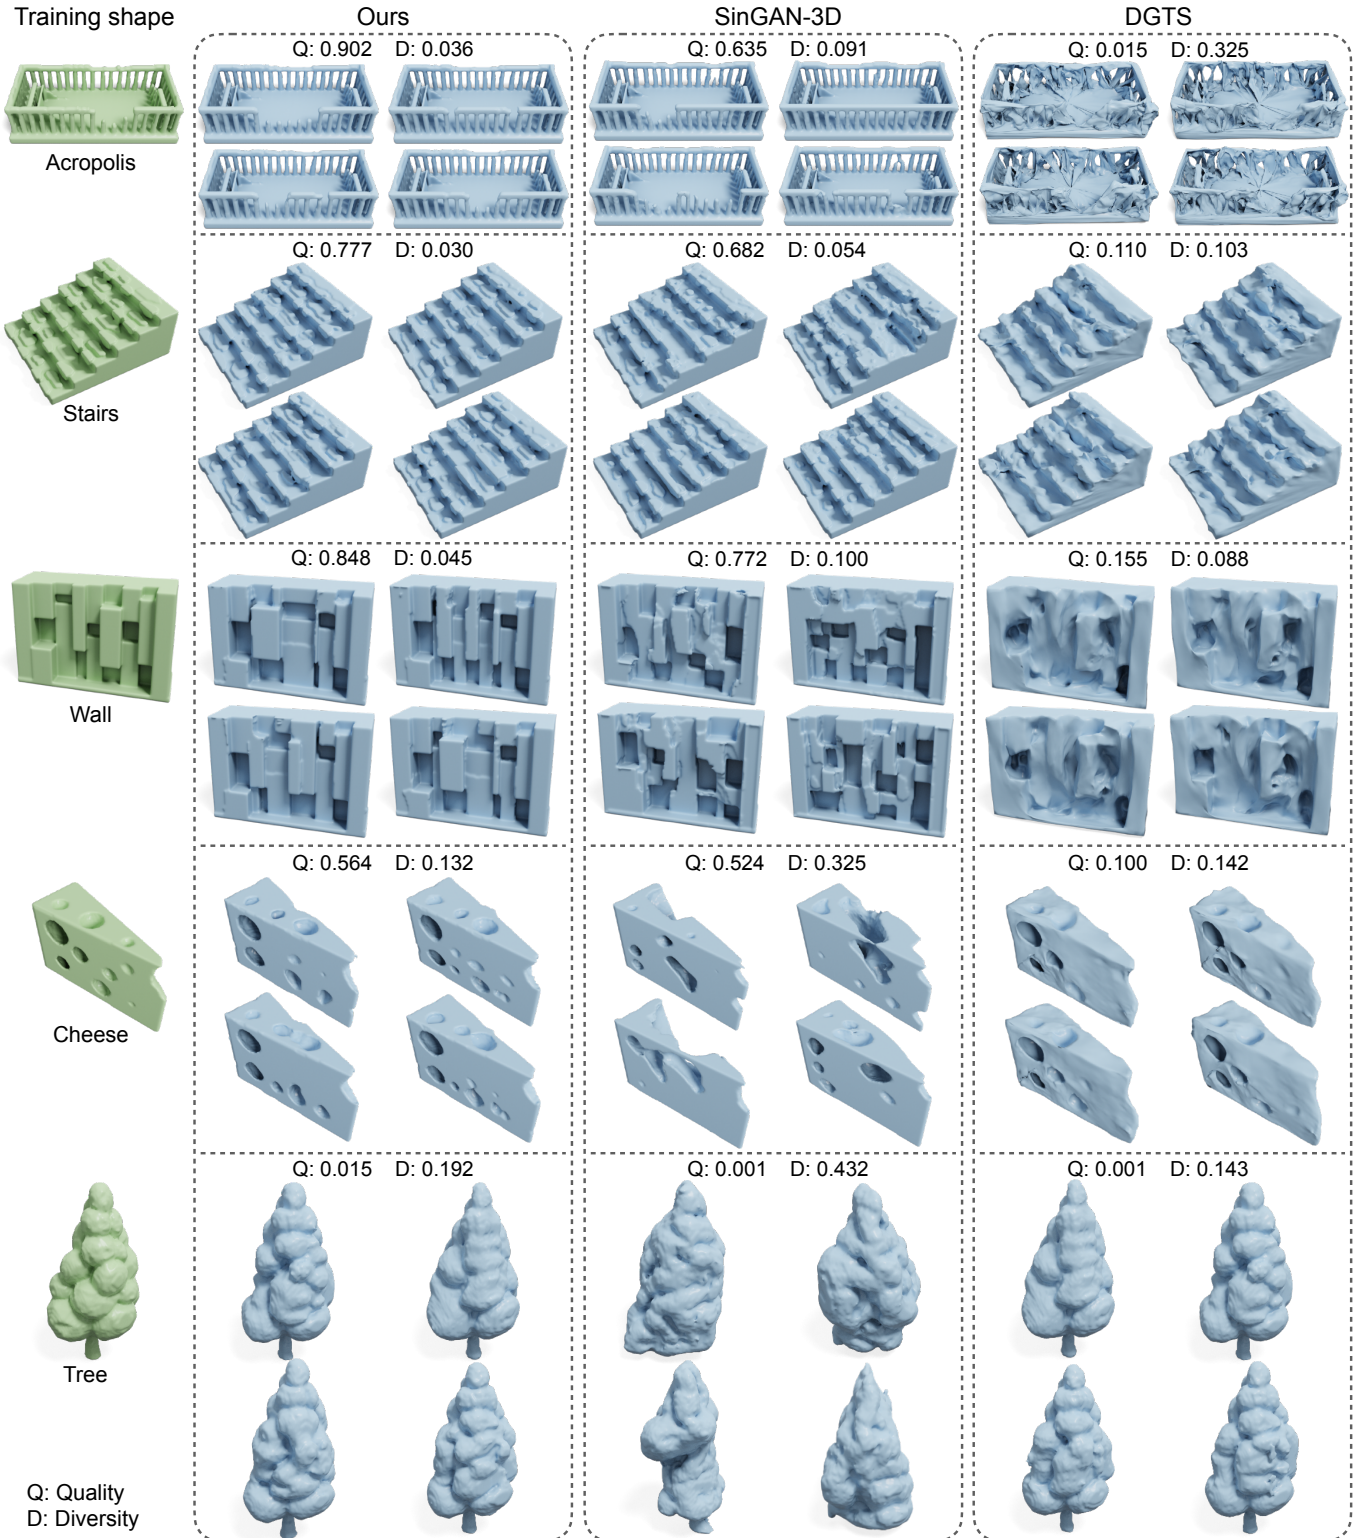 Training shape Ours SinGAN-3D DGTS
Q: 0.902 D: 0.036 Q: 0.635 D: 0.091 Q: 0.015 D: 0.325
Acropolis
Q: 0.777 D: 0.030 Q: 0.682 D: 0.054 Q: 0.110 D: 0.103
Stairs
Q: 0.848 D: 0.045 Q: 0.772 D: 0.100 Q: 0.155 D: 0.088
Wall
Q: 0.564 D: 0.132 Q: 0.524 D: 0.325 Q: 0.100 D: 0.142
Cheese
Q: 0.015 D: 0.192 Q: 0.001 D: 0.432 Q: 0.001 D: 0.143
Tree
Q: Quality
D: Diversity